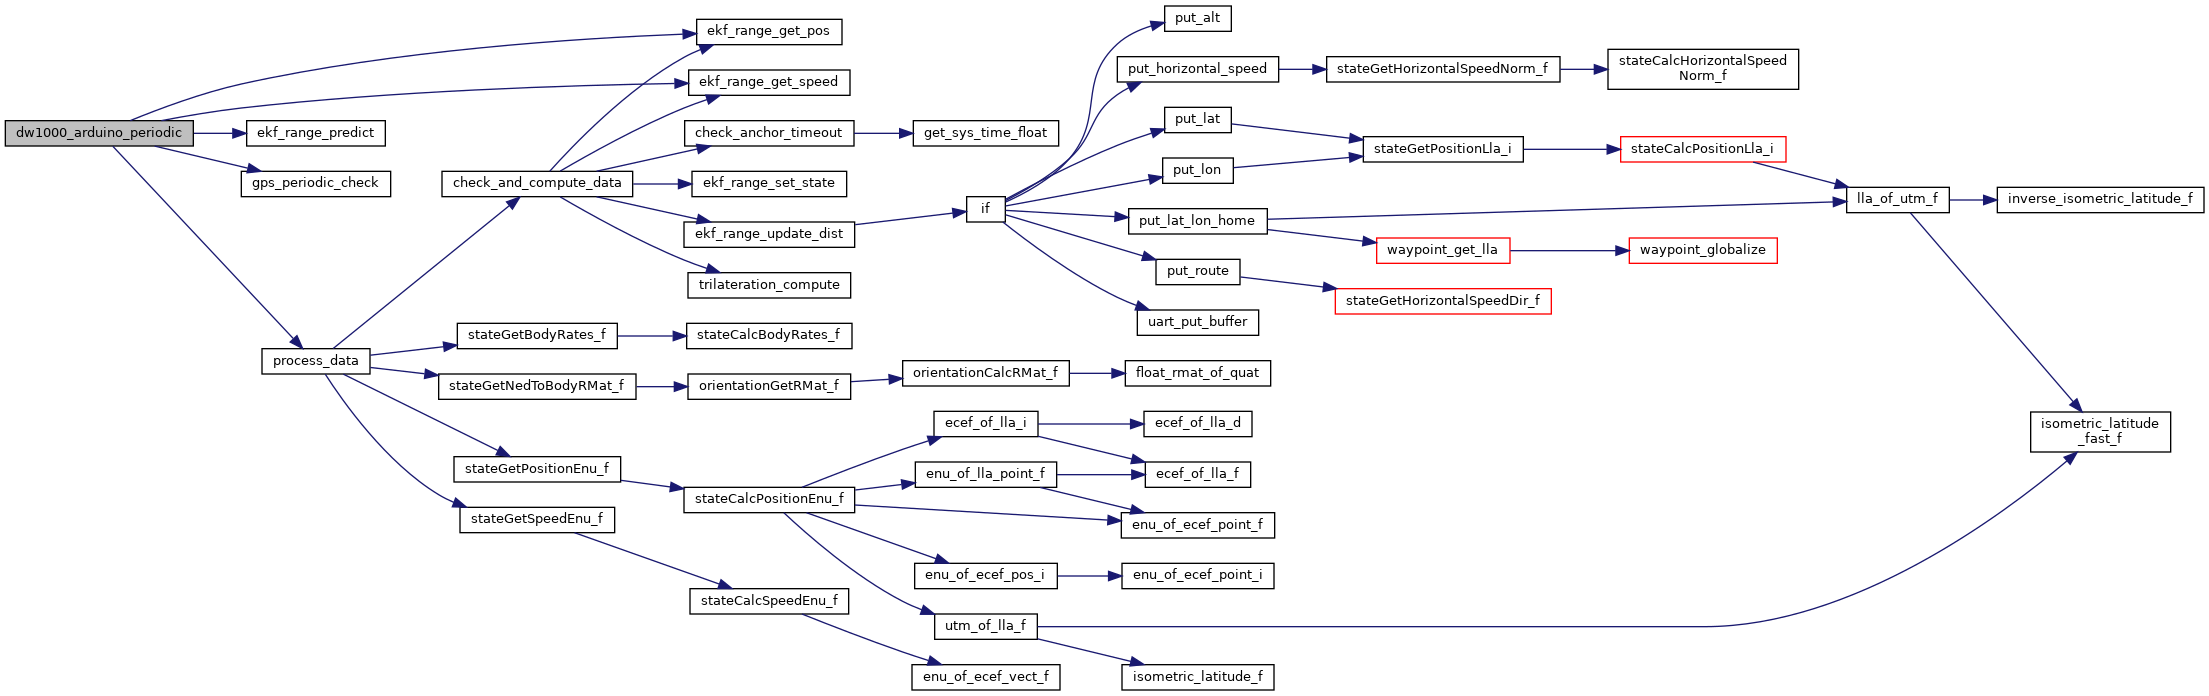 dw1000_arduino_periodic
ekf_range_get_pos
ekf_range_get_speed
ekf_range_predict
gps_periodic_check
process_data
check_and_compute_data
check_anchor_timeout
get_sys_time_float
ekf_range_set_state
ekf_range_update_dist
trilateration_compute
if
put_alt
put_horizontal_speed
stateGetHorizontalSpeedNorm_f
stateCalcHorizontalSpeed
Norm_f
put_lat
put_lon
stateGetPositionLla_i
stateCalcPositionLla_i
put_lat_lon_home
lla_of_utm_f
inverse_isometric_latitude_f
waypoint_get_lla
waypoint_globalize
put_route
stateGetHorizontalSpeedDir_f
uart_put_buffer
stateGetBodyRates_f
stateCalcBodyRates_f
stateGetNedToBodyRMat_f
orientationGetRMat_f
orientationCalcRMat_f
float_rmat_of_quat
stateGetPositionEnu_f
stateCalcPositionEnu_f
ecef_of_lla_i
ecef_of_lla_d
enu_of_lla_point_f
ecef_of_lla_f
enu_of_ecef_point_f
enu_of_ecef_pos_i
enu_of_ecef_point_i
utm_of_lla_f
isometric_latitude
_fast_f
isometric_latitude_f
stateGetSpeedEnu_f
stateCalcSpeedEnu_f
enu_of_ecef_vect_f